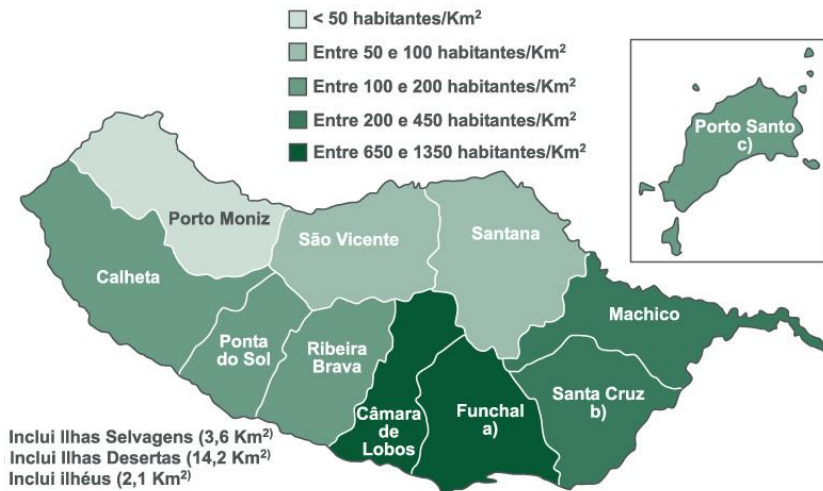 < 50 habitantes/Km²
Entre 50 e 100 habitantes/Km²
Entre 100 e 200 habitantes/Km²
Entre 200 e 450 habitantes/Km²
Entre 650 e 1350 habitantes/Km²
Porto Santo
c)
Porto Moniz
São Vicente
Santana
Calheta
Machico
Ponta
do Sol
Ribeira
Brava
Câmara
de
Lobos
Funchal
a)
Santa Cruz
b)
Inclui Ilhas Selvagens (3,6 Km²)
Inclui Ilhas Desertas (14,2 Km²)
Inclui ilhéus (2,1 Km²)